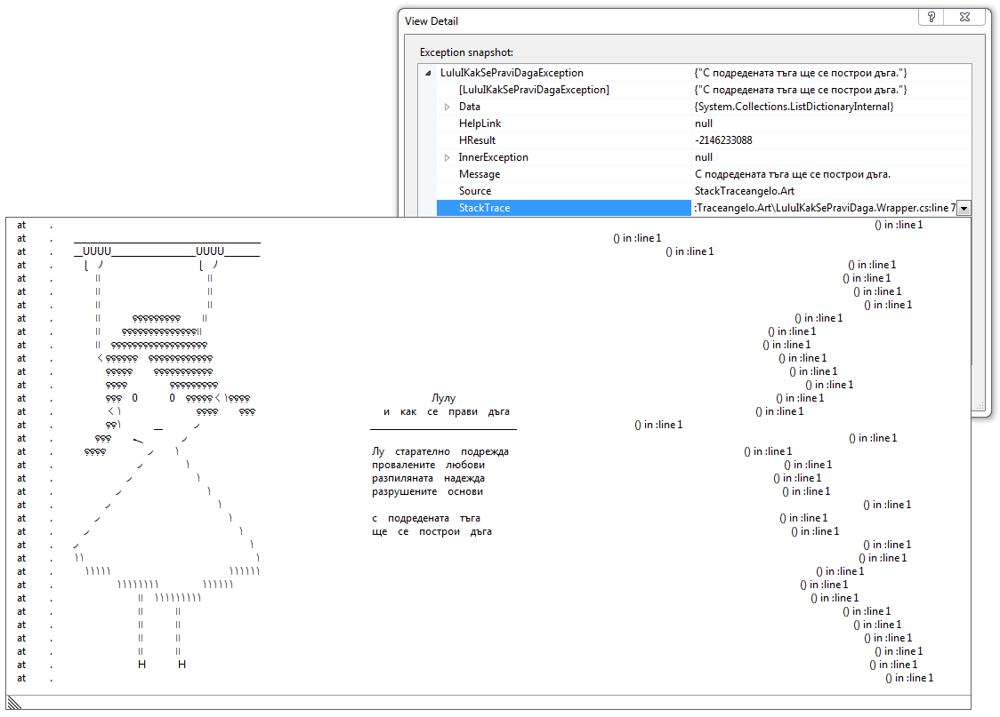 View Detail
Exception snapshot:
LuluIKakSePraviDagaException {"С подредената тъга ще се построи дъга."}
[LuluIKakSePraviDagaException] {"С подредената тъга ще се построи дъга."}
Data {System.Collections.ListDictionaryInternal}
HelpLink null
HResult -2146233088
InnerException null
Message С подредената тъга ще се построи дъга.
Source StackTraceangelo.Art
StackTrace :Traceangelo.Art\LuluIKakSePraviDaga.Wrapper.cs:line 7
at . () in :line 1
at . () in :line 1
at . __UUUU________________UUUU______ () in :line 1
at . () in :line 1
at . () in :line 1
at . () in :line 1
at . () in :line 1
at . () in :line 1
at . () in :line 1
at . () in :line 1
at . () in :line 1
at . () in :line 1
at . () in :line 1
at . 0 0 Лулу () in :line 1
at . и как се прави дъга () in :line 1
at . () in :line 1
at . () in :line 1
at . Лу старателно подрежда () in :line 1
at . провалените любови () in :line 1
at . разпиляната надежда () in :line 1
at . разрушените основи () in :line 1
at . () in :line 1
at . с подредената тъга () in :line 1
at . ще се построи дъга () in :line 1
at . () in :line 1
at . () in :line 1
at . () in :line 1
at . () in :line 1
at . () in :line 1
at . () in :line 1
at . () in :line 1
at . () in :line 1
at . () in :line 1
at . H H () in :line 1
at . () in :line 1